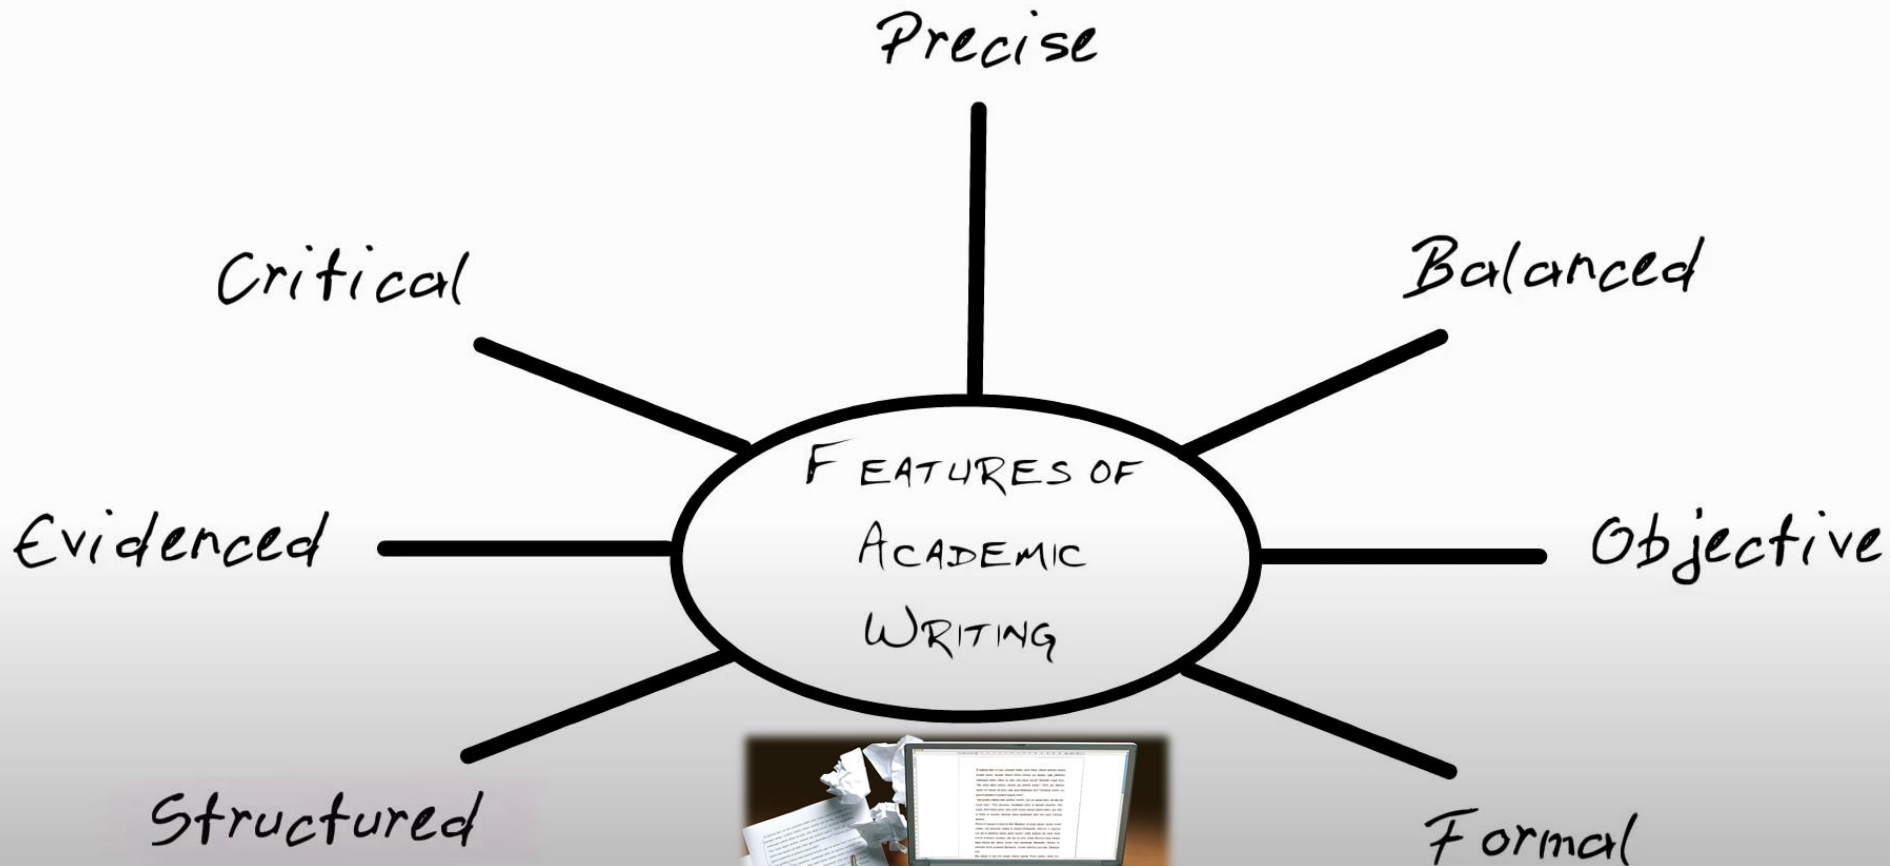 Precise
Critical
Balanced
FEATURES OF
ACADEMIC
WRITING
Evidenced
Objective
Structured
Formal